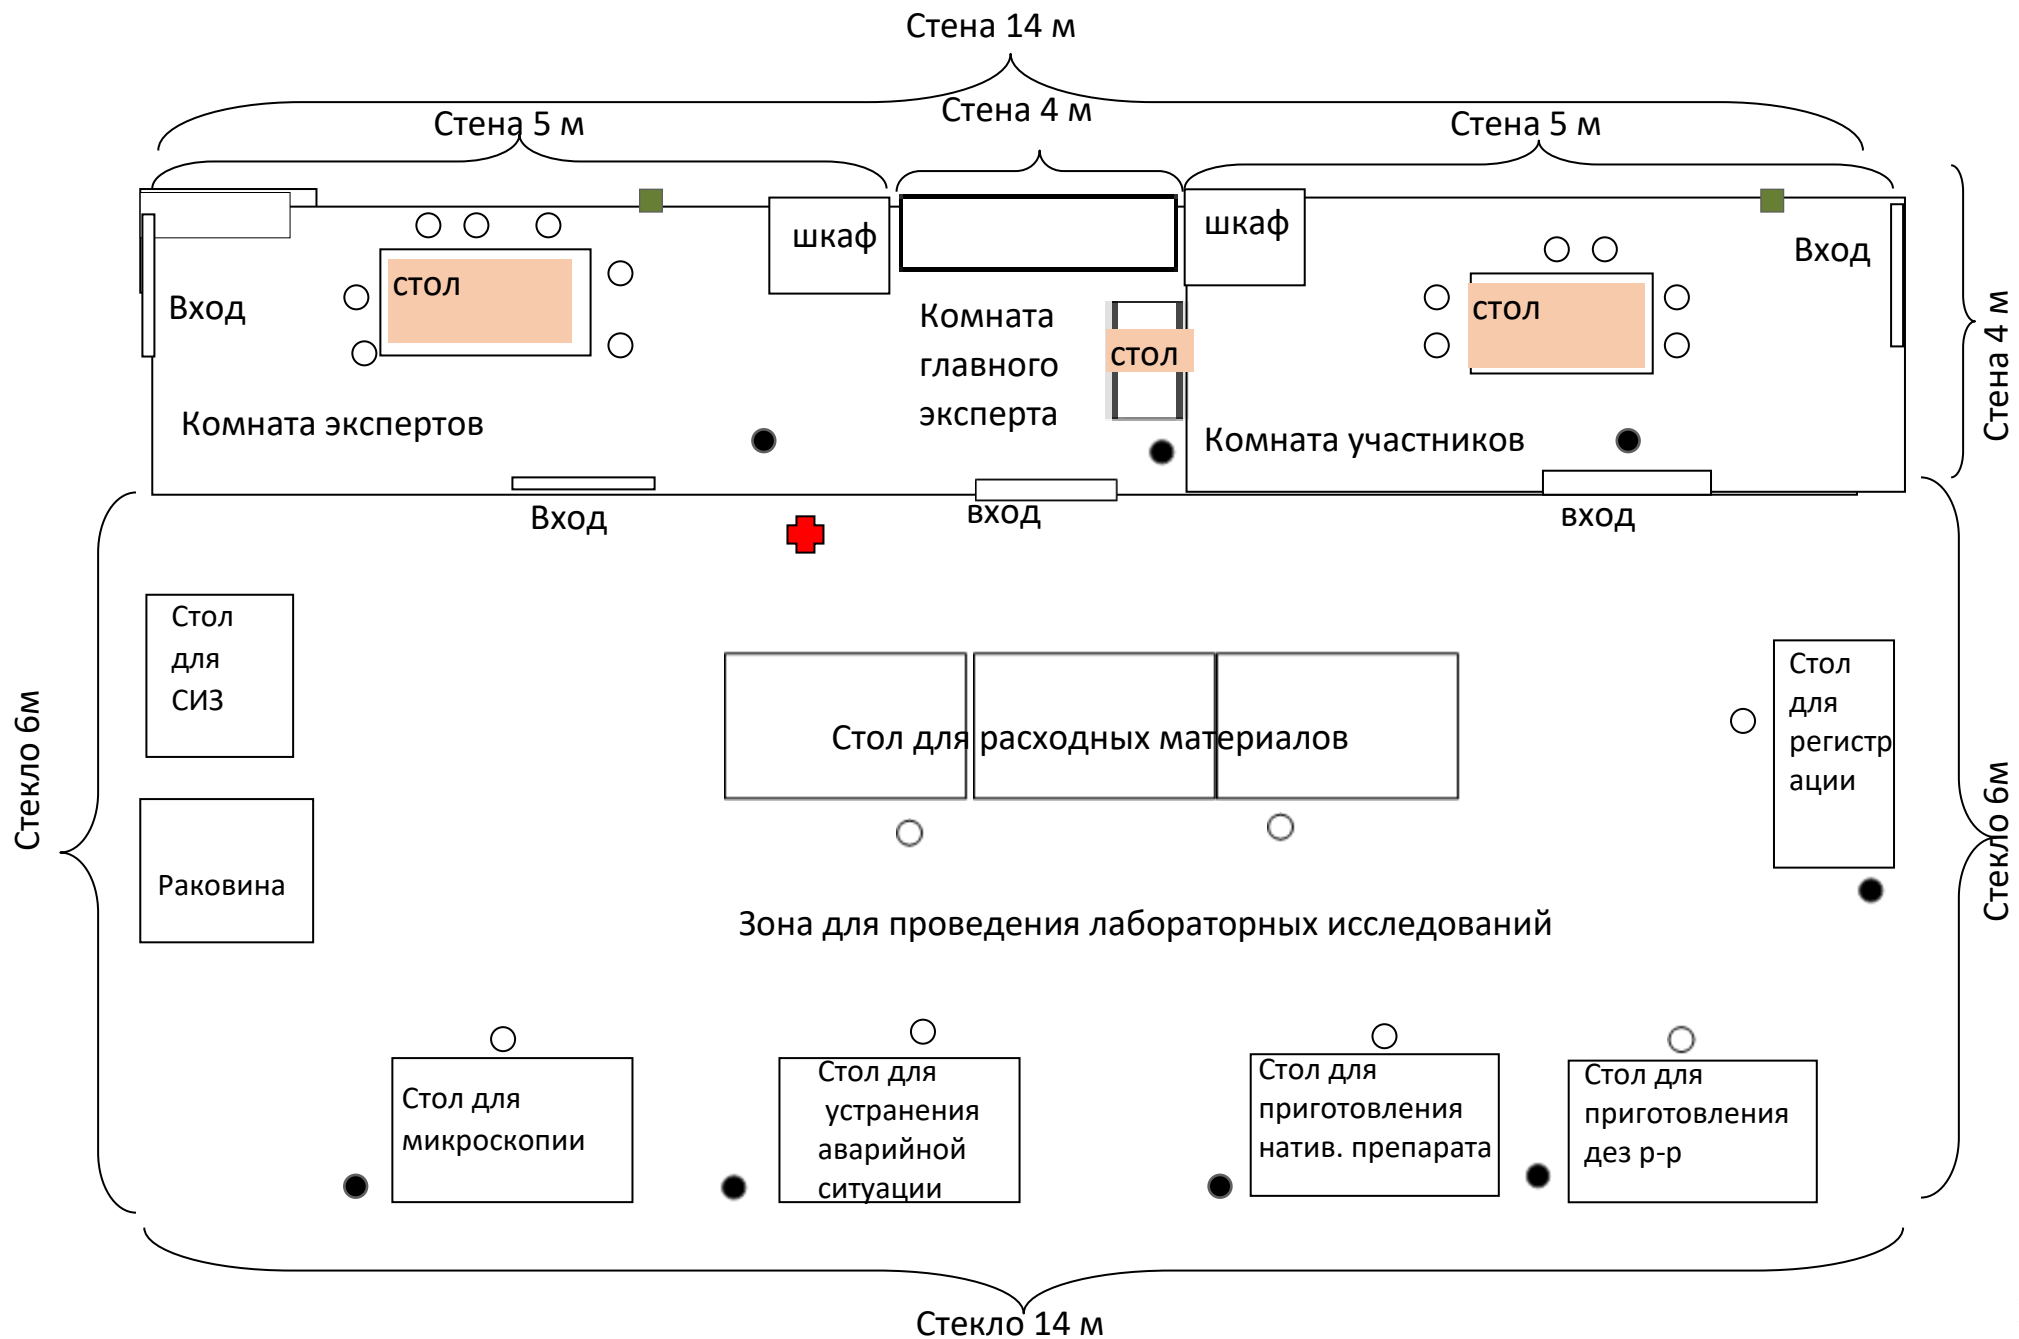 Стена 14 м
Стена 5 м
Стена 4 м
Стена 5 м
шкаф
шкаф
Вход
стол
Вход
стол
стол
Комната
главного
эксперта
Стена 4 м
Комната экспертов
Комната участников
Вход
вход
вход
Стол
для
СИЗ
Стол для расходных материалов
Стол
для
регистр
ации
Стекло 6м
Стекло 6м
Раковина
Зона для проведения лабораторных исследований
Стол для
микроскопии
Стол для
устранения
аварийной
ситуации
Стол для
приготовления
натив. препарата
Стол для
приготовления
дез р-р
Стекло 14 м